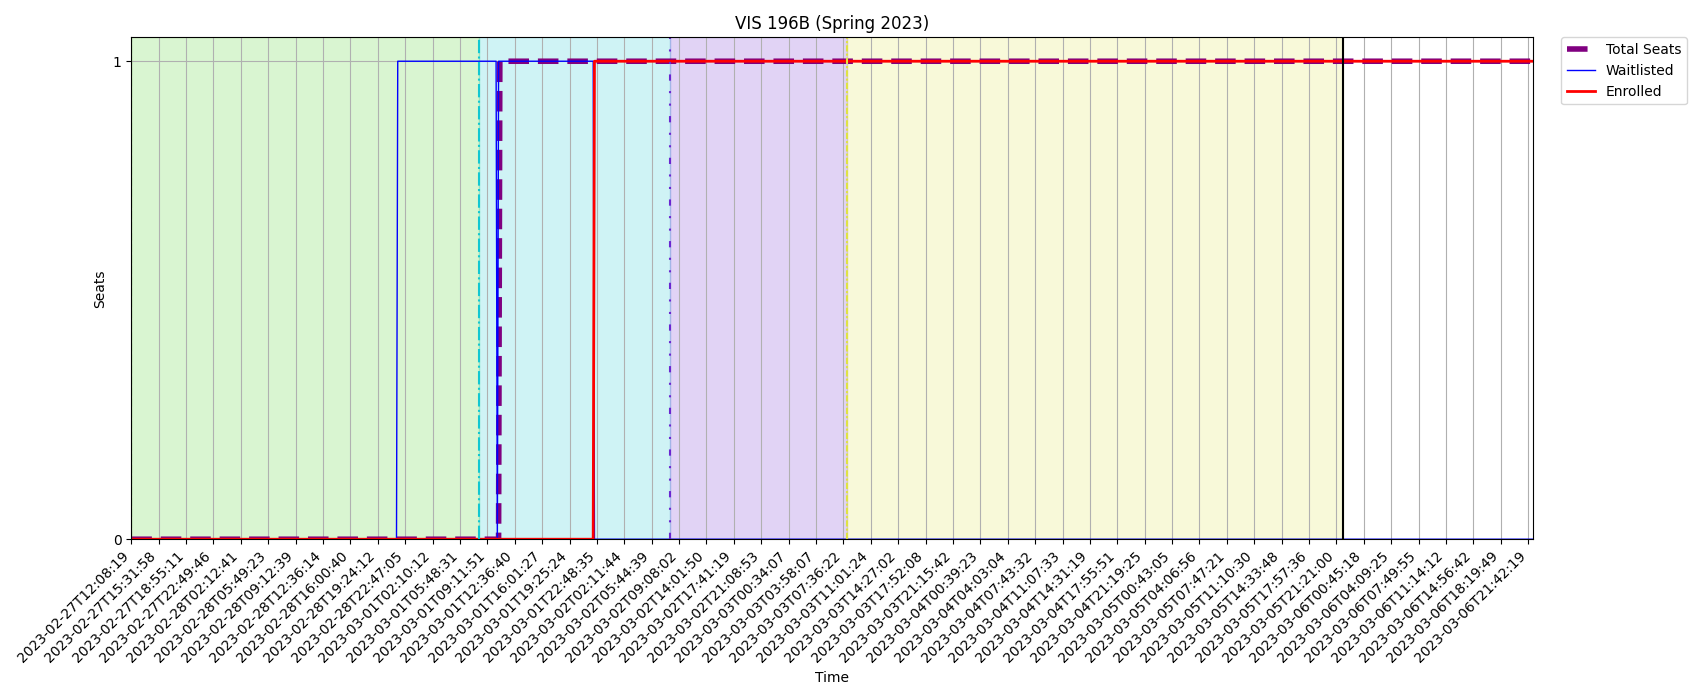 VIS 196B (Spring 2023)
Total Seats
Waitlisted
Enrolled
Seats
1
0
2023-02-27T12:08:19
2023-02-27T15:31:58
2023-02-27T18:55:11
2023-02-27T22:49:46
2023-02-28T02:12:41
2023-02-28T05:49:23
2023-02-28T09:12:39
2023-02-28T12:36:14
2023-02-28T16:00:40
2023-02-28T19:24:12
2023-02-28T22:47:05
2023-03-01T02:10:12
2023-03-01T05:48:31
2023-03-01T09:11:51
2023-03-01T12:36:40
2023-03-01T16:01:27
2023-03-01T19:25:24
2023-03-01T22:48:35
2023-03-02T02:11:44
2023-03-02T05:44:39
2023-03-02T09:08:02
2023-03-02T14:01:50
2023-03-02T17:41:19
2023-03-02T21:08:53
2023-03-03T00:34:07
2023-03-03T03:58:07
2023-03-03T07:36:22
2023-03-03T11:01:24
2023-03-03T14:27:02
2023-03-03T17:52:08
2023-03-03T21:15:42
2023-03-04T00:39:23
2023-03-04T04:03:04
2023-03-04T07:43:32
2023-03-04T11:07:33
2023-03-04T14:31:19
2023-03-04T17:55:51
2023-03-04T21:19:25
2023-03-05T00:43:05
2023-03-05T04:06:56
2023-03-05T07:47:21
2023-03-05T11:10:30
2023-03-05T14:33:48
2023-03-05T17:57:36
2023-03-05T21:21:00
2023-03-06T00:45:18
2023-03-06T04:09:25
2023-03-06T07:49:55
2023-03-06T11:14:12
2023-03-06T14:56:42
2023-03-06T18:19:49
2023-03-06T21:42:19
Time